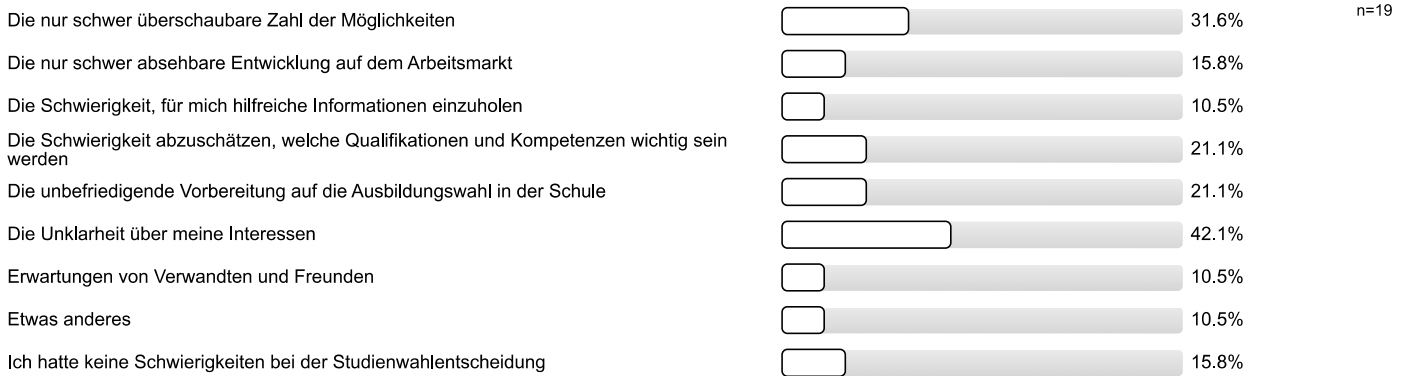 Die nur schwer überschaubare Zahl der Möglichkeiten 31.6% n=19
Die nur schwer absehbare Entwicklung auf dem Arbeitsmarkt 15.8%
Die Schwierigkeit, für mich hilfreiche Informationen einzuholen 10.5%
Die Schwierigkeit abzuschätzen, welche Qualifikationen und Kompetenzen wichtig sein
werden 21.1%
Die unbefriedigende Vorbereitung auf die Ausbildungswahl in der Schule 21.1%
Die Unklarheit über meine Interessen 42.1%
Erwartungen von Verwandten und Freunden 10.5%
Etwas anderes 10.5%
Ich hatte keine Schwierigkeiten bei der Studienwahlentscheidung 15.8%